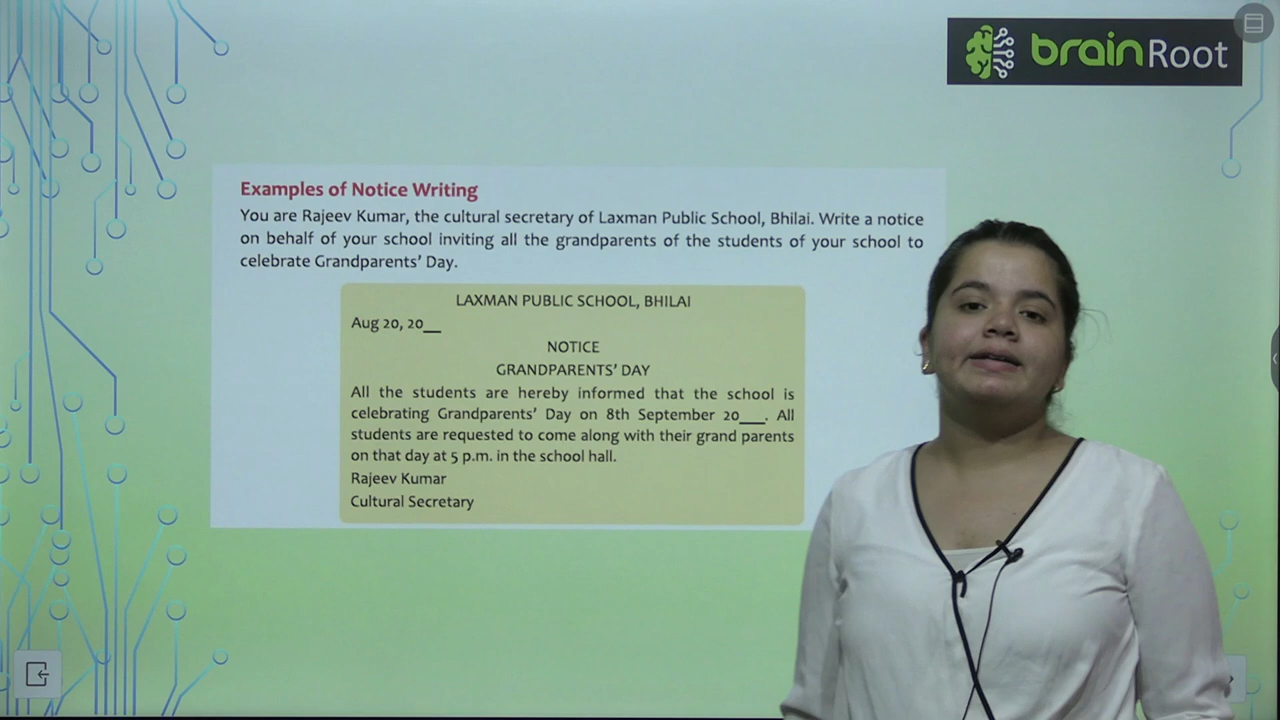 brainRoot
Examples of Notice Writing
You are Rajeev Kumar, the cultural secretary of Laxman Public School, Bhilai. Write a notice
on behalf of your school inviting all the grandparents of the students of your school to
celebrate Grandparents' Day.
LAXMAN PUBLIC SCHOOL, BHILAI
Aug 20, 20__
NOTICE
GRANDPARENTS' DAY
All the students are hereby informed that the school is
celebrating Grandparents' Day on 8th September 20___. All
students are requested to come along with their grand parents
on that day at 5 p.m. in the school hall.
Rajeev Kumar
Cultural Secretary